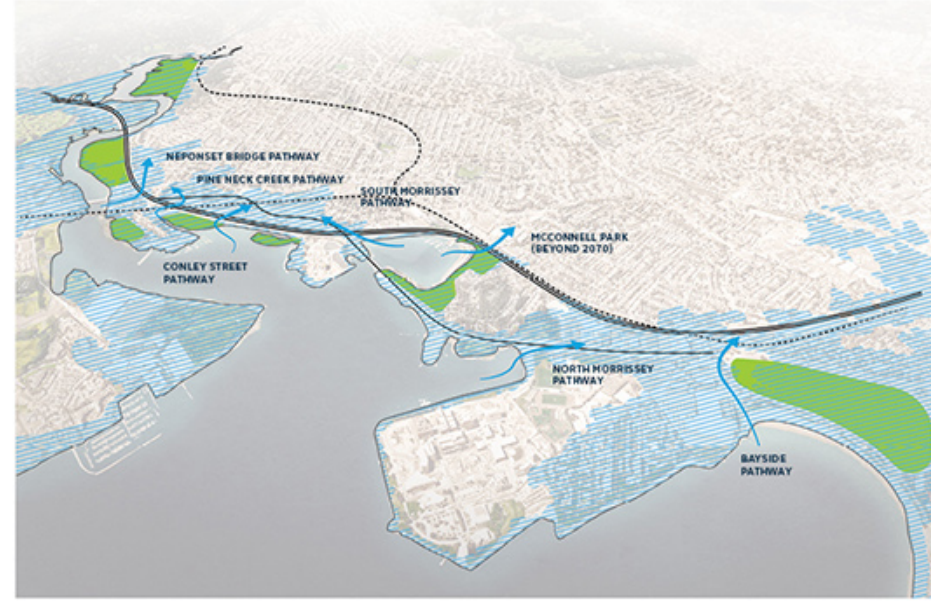 NEPONSET BRIDGE PATHWAY
PINE NECK CREEK PATHWAY
SOUTH MORRISSEY
PATHWAY
MCCONNELL PARK
(BEYOND 2070)
CONLEY STREET
PATHWAY
NORTH MORRISSEY
PATHWAY
BAYSIDE
PATHWAY